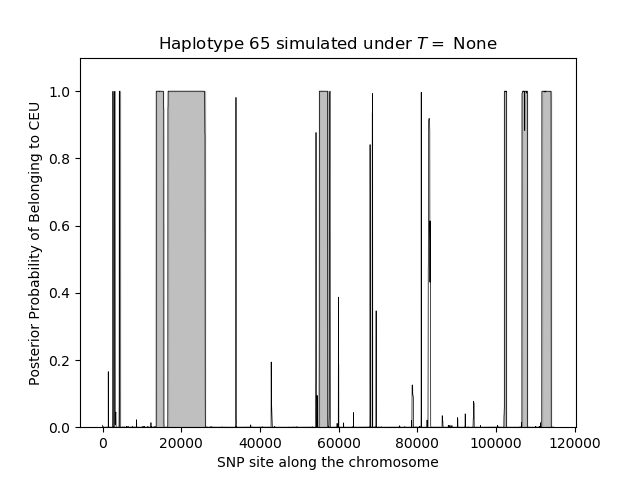 Haplotype 65 simulated under T = None
Posterior Probability of Belonging to CEU
1.0
0.8
0.6
0.4
0.2
0.0
0 20000 40000 60000 80000 100000 120000
SNP site along the chromosome